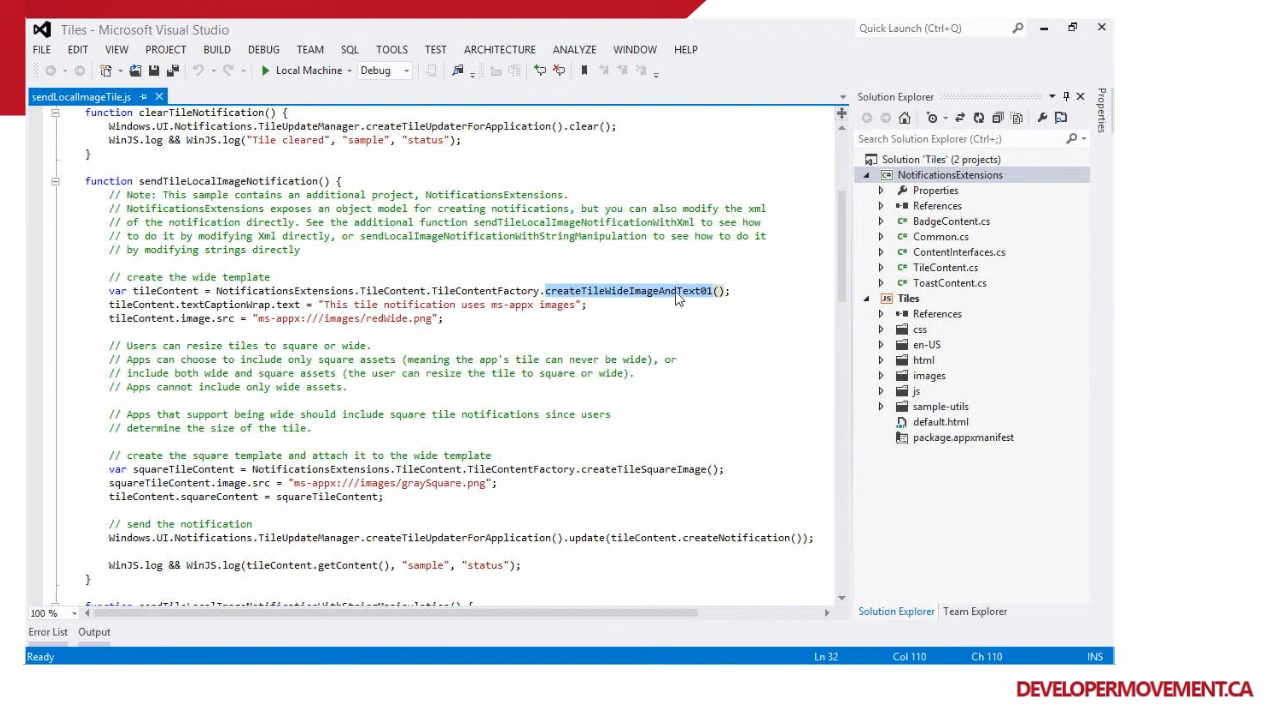 Tiles - Microsoft Visual Studio
Quick Launch (Ctrl+Q)
FILE EDIT VIEW PROJECT BUILD DEBUG TEAM SQL TOOLS TEST ARCHITECTURE ANALYZE WINDOW HELP
Local Machine Debug
sendLocalImageTile.js
function clearTileNotification() {
Windows.UI.Notifications.TileUpdateManager.createTileUpdaterForApplication().clear();
WinJS.log && WinJS.log("Tile cleared", "sample", "status");
}
function sendTileLocalImageNotification() {
// Note: This sample contains an additional project, NotificationsExtensions.
// NotificationsExtensions exposes an object model for creating notifications, but you can also modify the xml
// of the notification directly. See the additional function sendTileLocalImageNotificationWithXml to see how
// to do it by modifying Xml directly, or sendLocalImageNotificationWithStringManipulation to see how to do it
// by modifying strings directly
// create the wide template
var tileContent = NotificationsExtensions.TileContent.TileContentFactory.createTileWideImageAndText01();
tileContent.textCaptionWrap.text = "This tile notification uses ms-appx images";
tileContent.image.src = "ms-appx:///images/redWide.png";
// Users can resize tiles to square or wide.
// Apps can choose to include only square assets (meaning the app's tile can never be wide), or
// include both wide and square assets (the user can resize the tile to square or wide).
// Apps cannot include only wide assets.
// Apps that support being wide should include square tile notifications since users
// determine the size of the tile.
// create the square template and attach it to the wide template
var squareTileContent = NotificationsExtensions.TileContent.TileContentFactory.createTileSquareImage();
squareTileContent.image.src = "ms-appx:///images/graySquare.png";
tileContent.squareContent = squareTileContent;
// send the notification
Windows.UI.Notifications.TileUpdateManager.createTileUpdaterForApplication().update(tileContent.createNotification());
WinJS.log && WinJS.log(tileContent.getContent(), "sample", "status");
}
function sendTileLocalImageNotificationWithStringManipulation() {
100 %
Solution Explorer
Search Solution Explorer (Ctrl+;)
Solution 'Tiles' (2 projects)
NotificationsExtensions
Properties
References
BadgeContent.cs
Common.cs
ContentInterfaces.cs
TileContent.cs
ToastContent.cs
Tiles
References
css
en-US
html
images
js
sample-utils
default.html
package.appxmanifest
Solution Explorer Team Explorer
Properties
Error List Output
Ready Ln 32 Col 110 Ch 110 INS
DEVELOPERMOVEMENT.CA